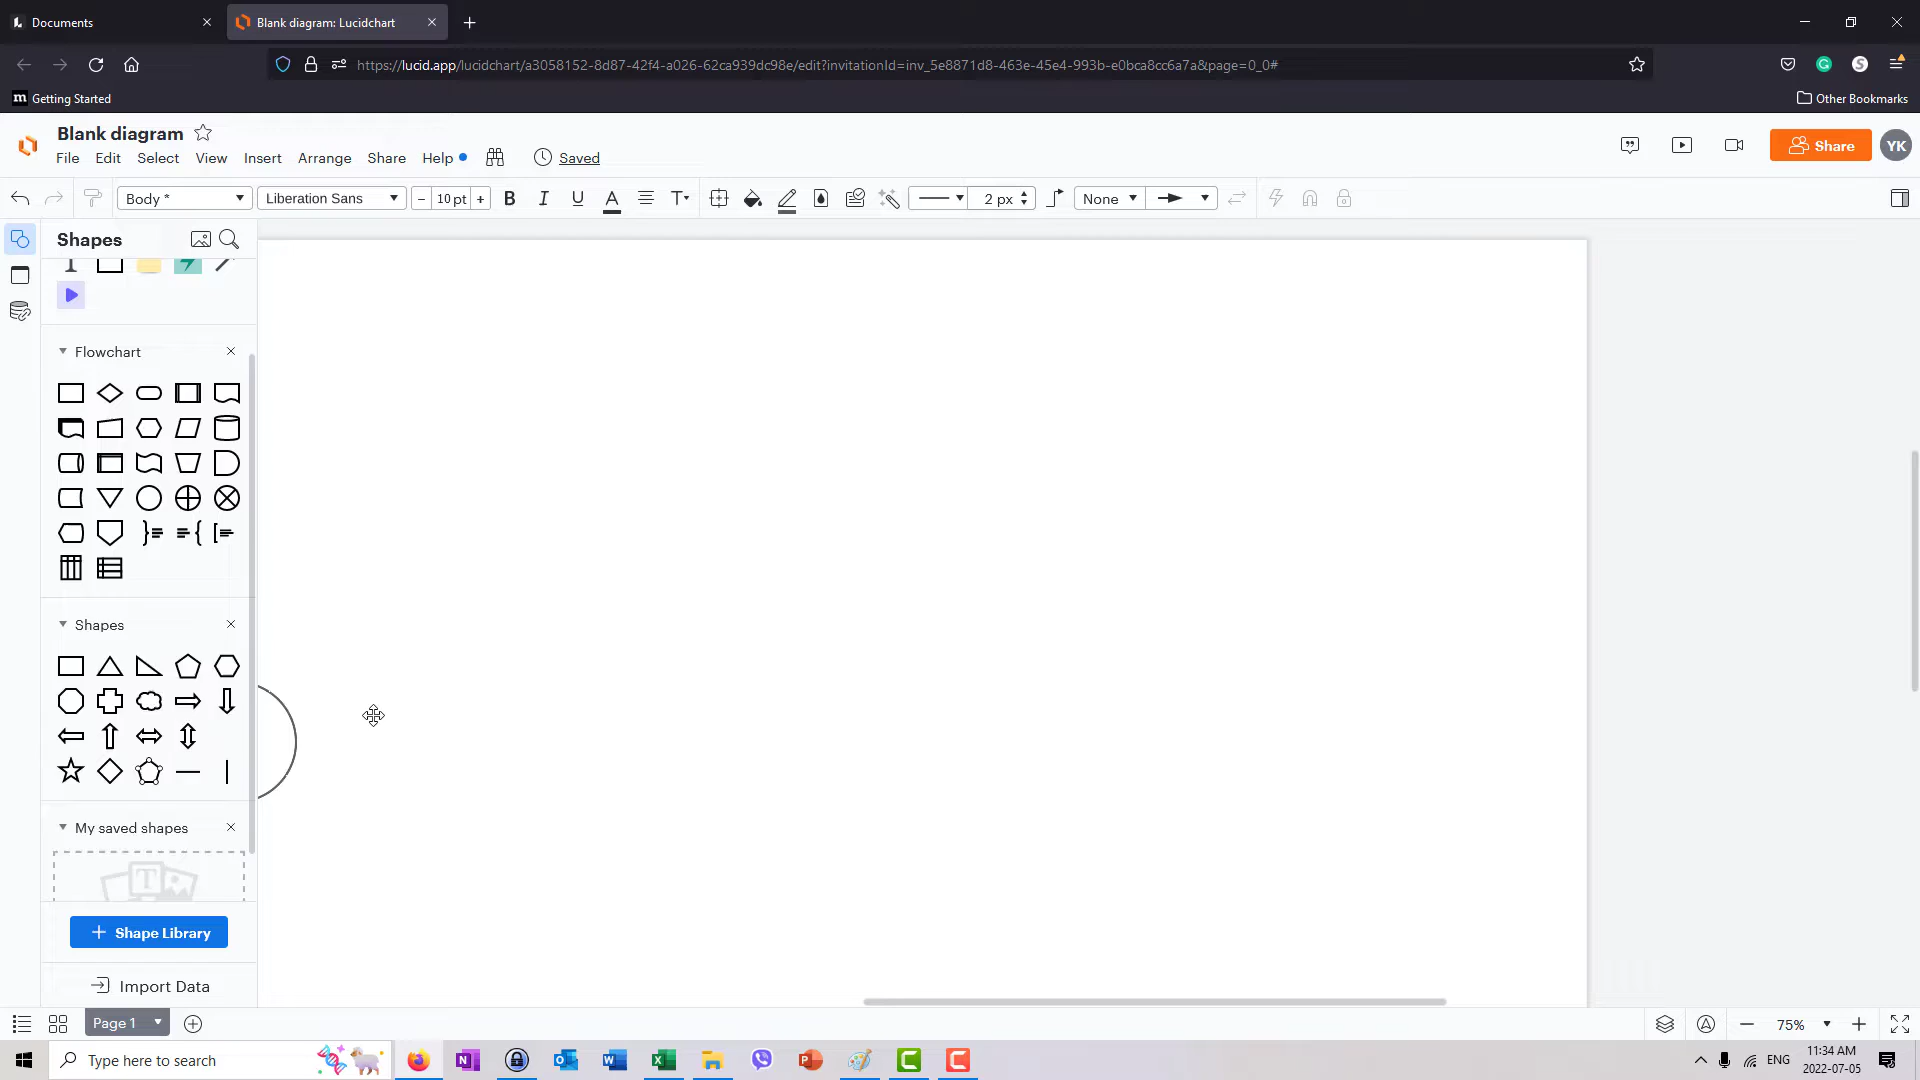 Documents
Blank diagram: Lucidchart
https://lucid.app/lucidchart/a3058152-8d87-42f4-a026-62ca939dc98e/edit?invitationId=inv_5e8871d8-463e-45e4-993b-e0bca8cc6a7a&page=0_0#
m Getting Started
Other Bookmarks
Blank diagram
File Edit Select View Insert Arrange Share Help Saved
Share YK
Body * Liberation Sans 10 pt B I U A T 2 px None
Shapes
Flowchart
Shapes
My saved shapes
T
+ Shape Library
Import Data
Page 1
75%
Type here to search
ENG
11:34 AM
2022-07-05